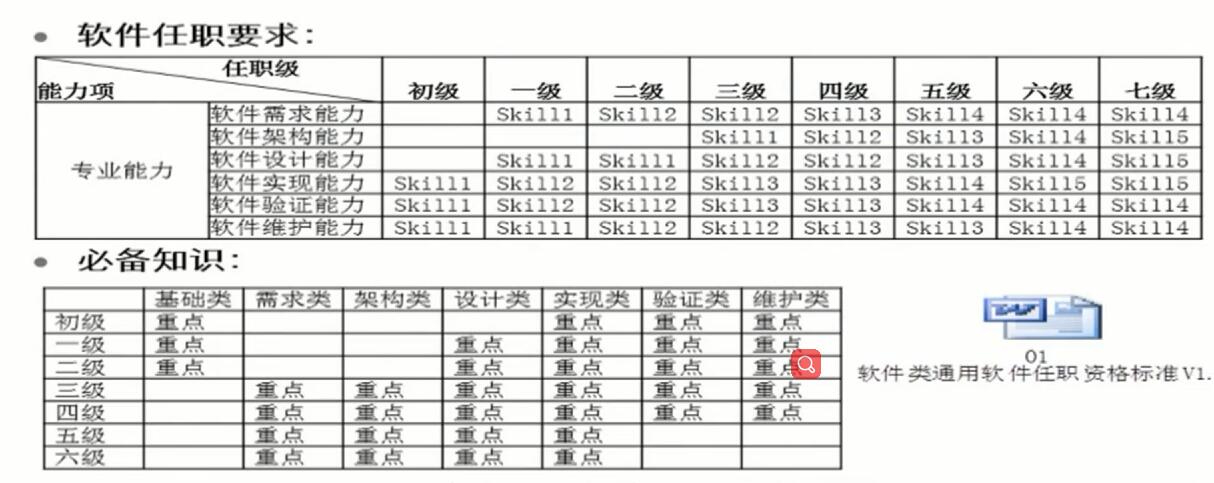 软件任职要求:
任职级
能力项 初级 一级 二级 三级 四级 五级 六级 七级
专业能力
软件需求能力 Skill1 Skill2 Skill2 Skill3 Skill4 Skill4 Skill4
软件架构能力 Skill1 Skill2 Skill3 Skill4 Skill5
软件设计能力 Skill1 Skill1 Skill2 Skill2 Skill3 Skill4 Skill5
软件实现能力 Skill1 Skill2 Skill2 Skill3 Skill3 Skill4 Skill5 Skill5
软件验证能力 Skill1 Skill2 Skill2 Skill3 Skill3 Skill4 Skill4 Skill4
软件维护能力 Skill1 Skill1 Skill2 Skill2 Skill3 Skill3 Skill4 Skill4
必备知识:
基础类 需求类 架构类 设计类 实现类 验证类 维护类
初级 重点 重点 重点 重点
一级 重点 重点 重点 重点 重点
二级 重点 重点 重点 重点 重点
三级 重点 重点 重点 重点 重点 重点
四级 重点 重点 重点 重点 重点 重点
五级 重点 重点 重点 重点
六级 重点 重点 重点 重点
01
软件类通用软件任职资格标准V1.